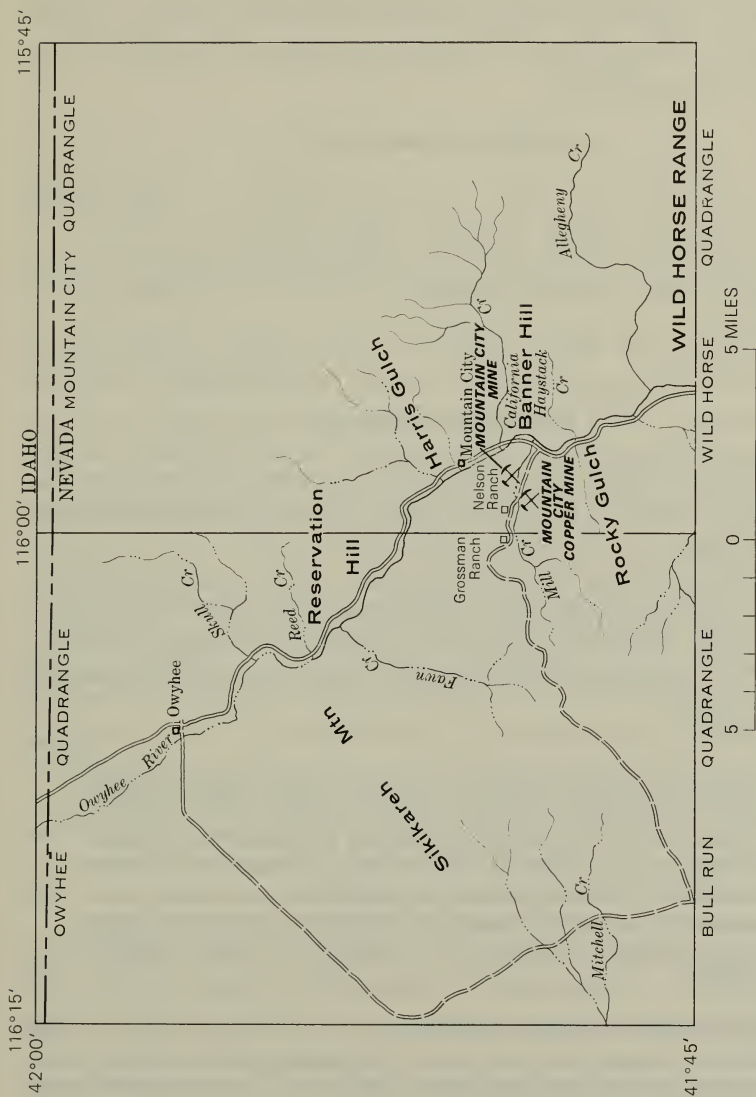 116°15′
116°00′ IDAHO
115°45′
42°00′
OWYHEE
QUADRANGLE
NEVADA MOUNTAIN CITY QUADRANGLE
Owyhee
River
Owyhee
Skull
Cr
Reed
Cr
Reservation
Hill
Harris Gulch
Mtn
Sikikareh
Cr
Fawn
Mountain City
MOUNTAIN CITY
MINE
California
Cr
Banner Hill
Haystack
Cr
Nelson
Ranch
Grossman
Ranch
Cr
Mill
MOUNTAIN
CITY
COPPER MINE
Rocky Gulch
Allegheny
Cr
Mitchell
Cr
WILD HORSE RANGE
41°45′
BULL RUN
QUADRANGLE
WILD HORSE
QUADRANGLE
5
0
5 MILES